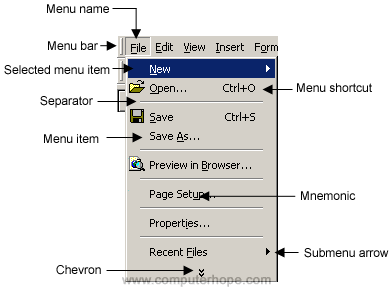 Menu name
Menu bar
File Edit View Insert Form
Selected menu item
New
Open... Ctrl+O
Menu shortcut
Separator
Save Ctrl+S
Menu item
Save As...
Preview in Browser...
Page Setup...
Mnemonic
Properties...
Recent Files
Submenu arrow
Chevron
www.computerhope.com